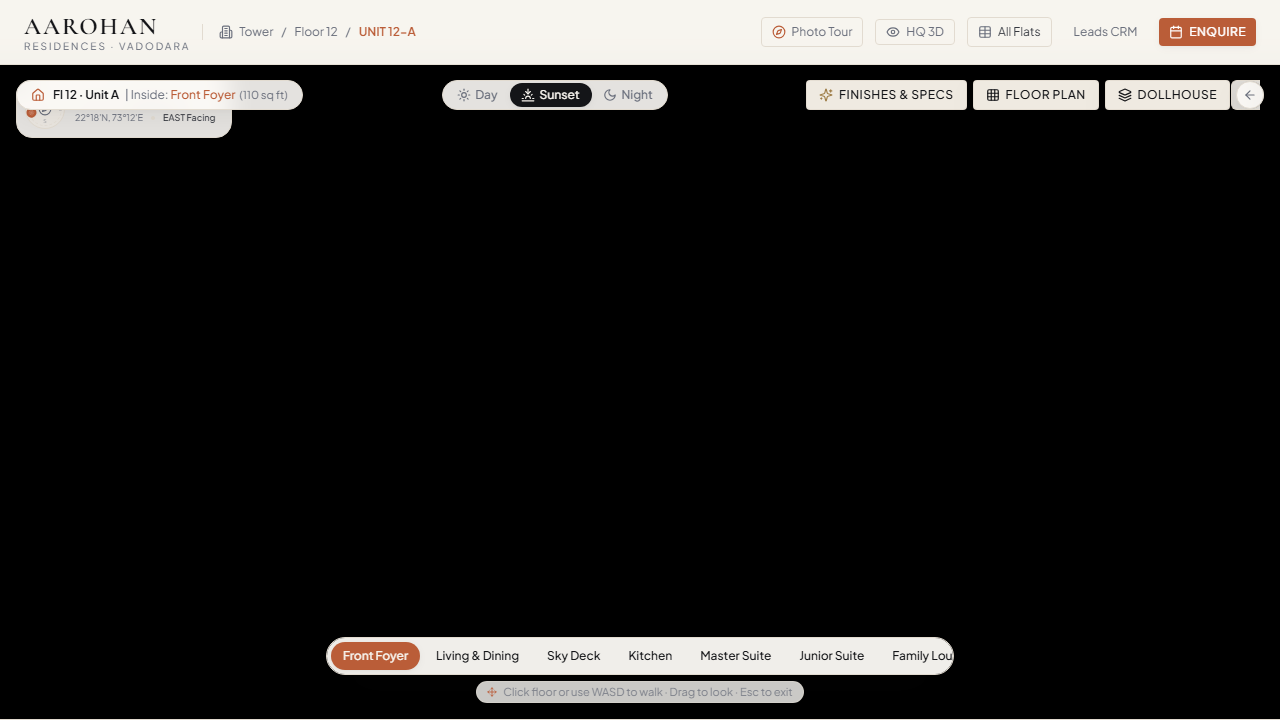 AAROHAN
RESIDENCES · VADODARA
Tower / Floor 12 / UNIT 12-A
Photo Tour
HQ 3D
All Flats
Leads CRM
ENQUIRE
Fl 12 · Unit A | Inside: Front Foyer (110 sq ft)
22°18'N, 73°12'E EAST Facing
Day
Sunset
Night
FINISHES & SPECS
FLOOR PLAN
DOLLHOUSE
Front Foyer
Living & Dining
Sky Deck
Kitchen
Master Suite
Junior Suite
Family Lou
Click floor or use WASD to walk · Drag to look · Esc to exit